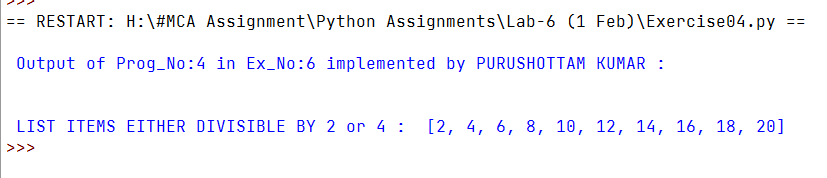 >>>
== RESTART: H:\#MCA Assignment\Python Assignments\Lab-6 (1 Feb)\Exercise04.py ==
Output of Prog_No:4 in Ex_No:6 implemented by PURUSHOTTAM KUMAR :
LIST ITEMS EITHER DIVISIBLE BY 2 or 4 :  [2, 4, 6, 8, 10, 12, 14, 16, 18, 20]
>>>